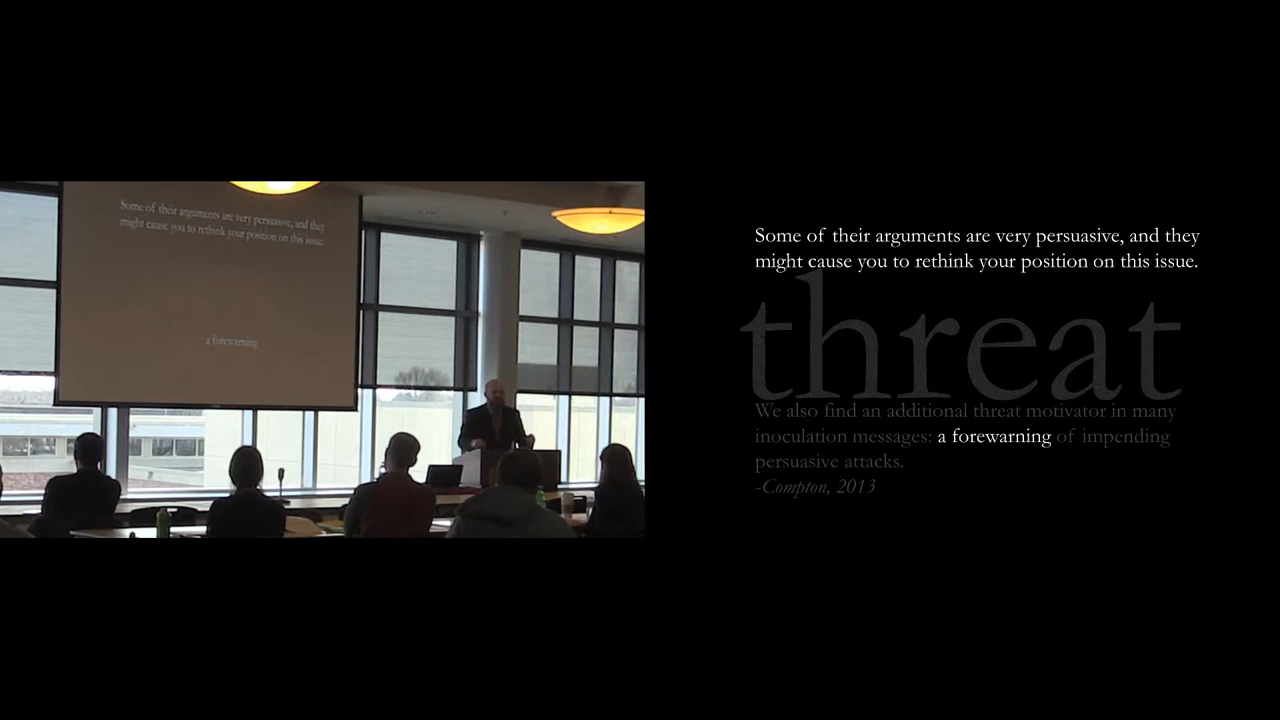 Some of their arguments are very persuasive, and they
might cause you to rethink your position on this issue.
a forewarning
Some of their arguments are very persuasive, and they
might cause you to rethink your position on this issue.
threat
We also find an additional threat motivator in many
inoculation messages: a forewarning of impending
persuasive attacks.
-Compton, 2013